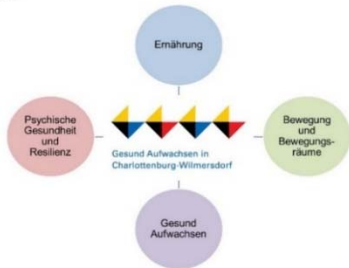 Ernährung
Psychische
Gesundheit
und
Resilienz
Bewegung
und
Bewegungs-
räume
Gesund Aufwachsen in
Charlottenburg-Wilmersdorf
Gesund
Aufwachsen